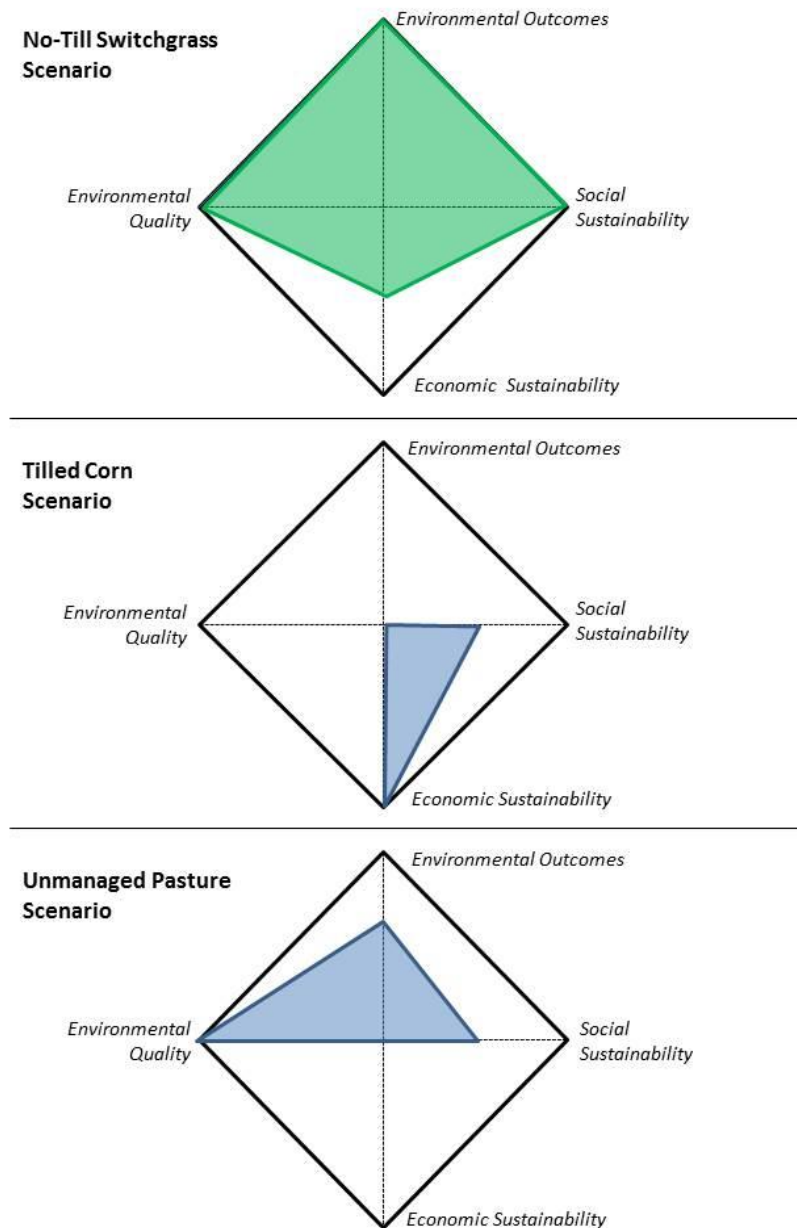 No-Till Switchgrass
Scenario
Environmental Outcomes
Environmental
Quality
Social
Sustainability
Economic Sustainability
Tilled Corn
Scenario
Environmental Outcomes
Environmental
Quality
Social
Sustainability
Economic Sustainability
Unmanaged Pasture
Scenario
Environmental Outcomes
Environmental
Quality
Social
Sustainability
Economic Sustainability